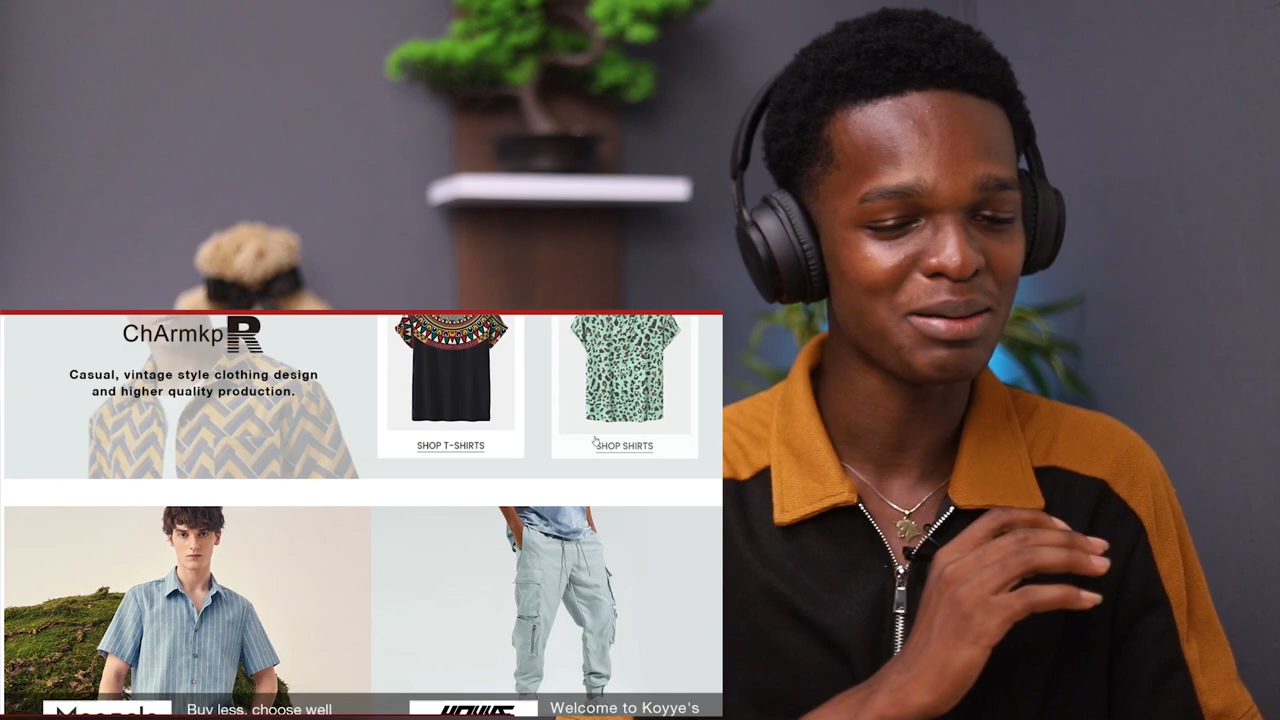 ChArmkpR
Casual, vintage style clothing design
and higher quality production.
SHOP T-SHIRTS
SHOP SHIRTS
Buy less, choose well
KOYYE
Welcome to Koyye's